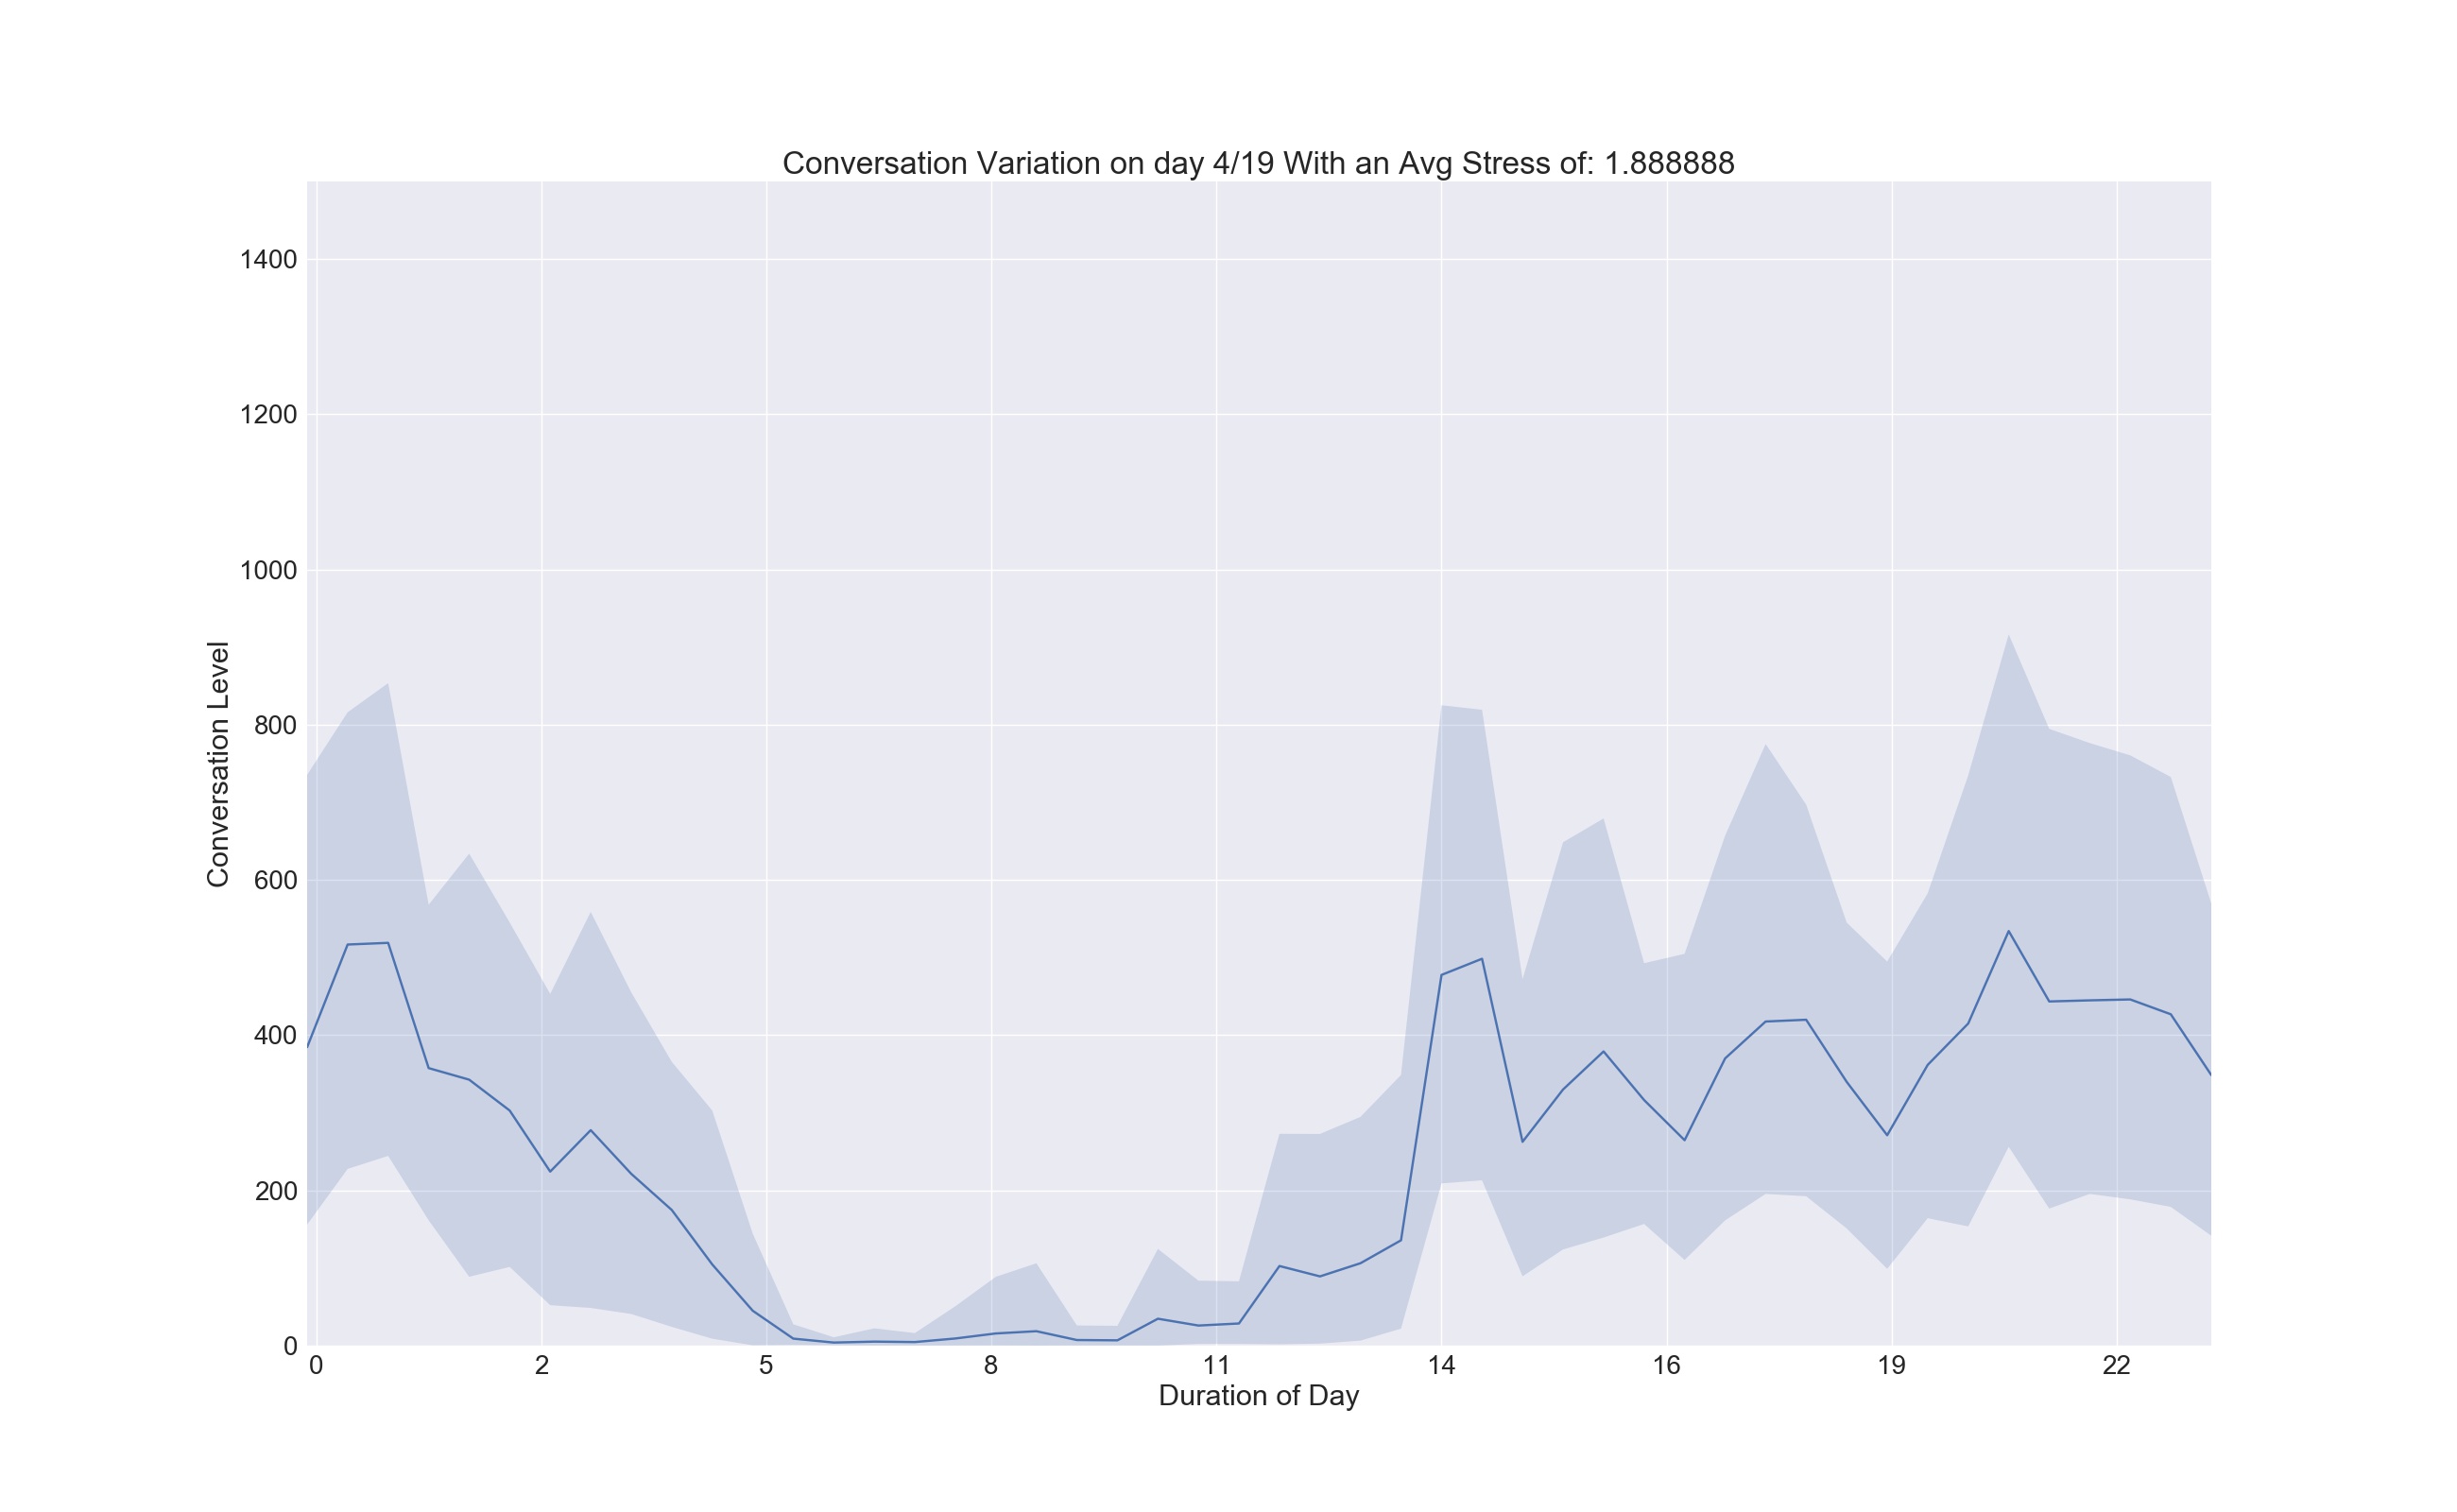 Conversation Variation on day 4/19 With an Avg Stress of: 1.888888
1400
1200
1000
800
600
400
200
0
Conversation Level
0 2 5 8 11 14 16 19 22
Duration of Day